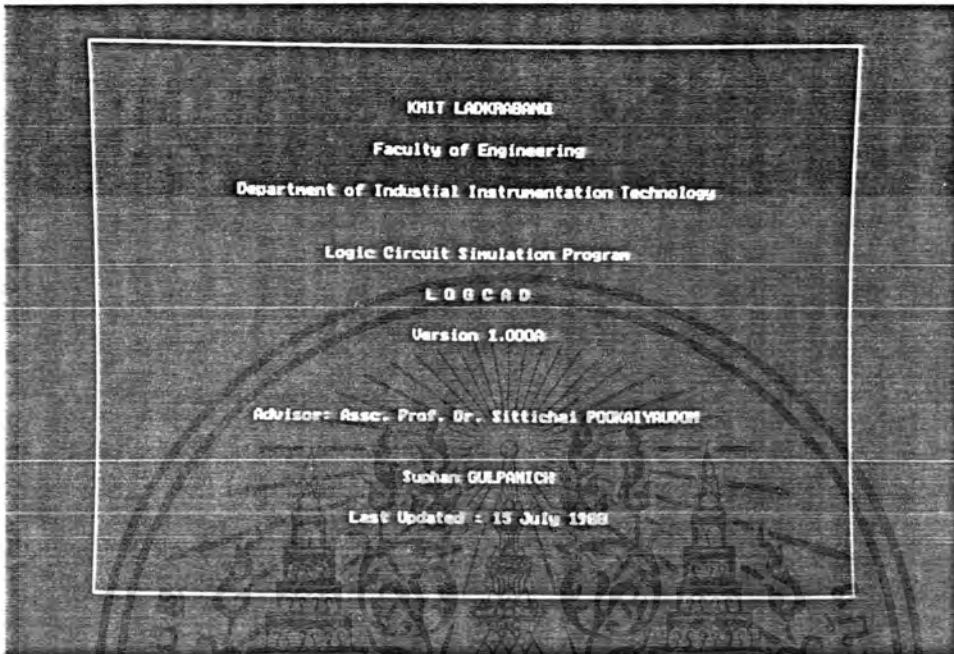 KMIT LADKRABANG
Faculty of Engineering
Department of Industial Instrumentation Technology
Logic Circuit Simulation Program
L O G C A D
Version 1.000A
Advisor: Assc. Prof. Dr. Sittichai POOKAIYAUDOM
Suphan GULPANICH
Last Updated : 15 July 1988